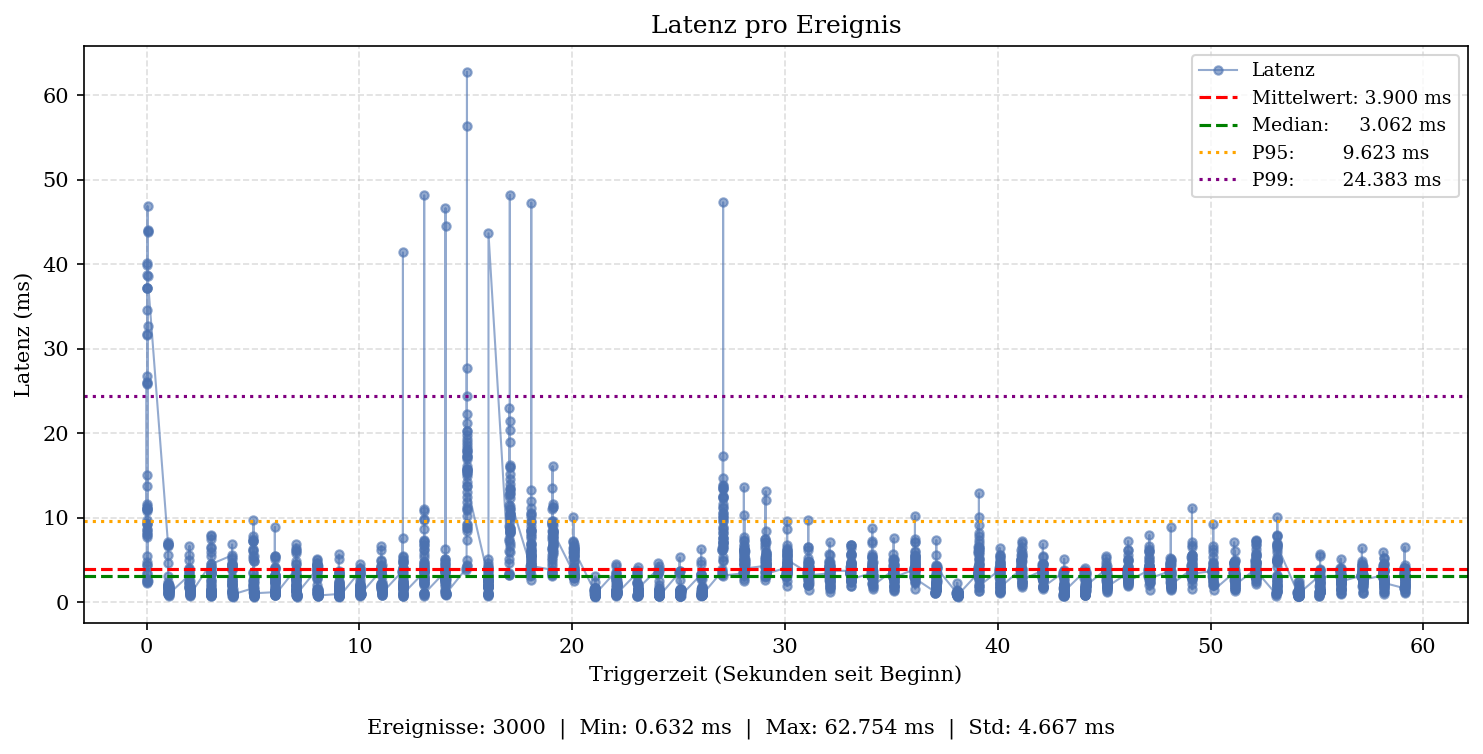 Latenz pro Ereignis
Latenz
Mittelwert: 3.900 ms
Median: 3.062 ms
P95: 9.623 ms
P99: 24.383 ms
Latenz (ms)
60
50
40
30
20
10
0
0 10 20 30 40 50 60
Triggerzeit (Sekunden seit Beginn)
Ereignisse: 3000 | Min: 0.632 ms | Max: 62.754 ms | Std: 4.667 ms